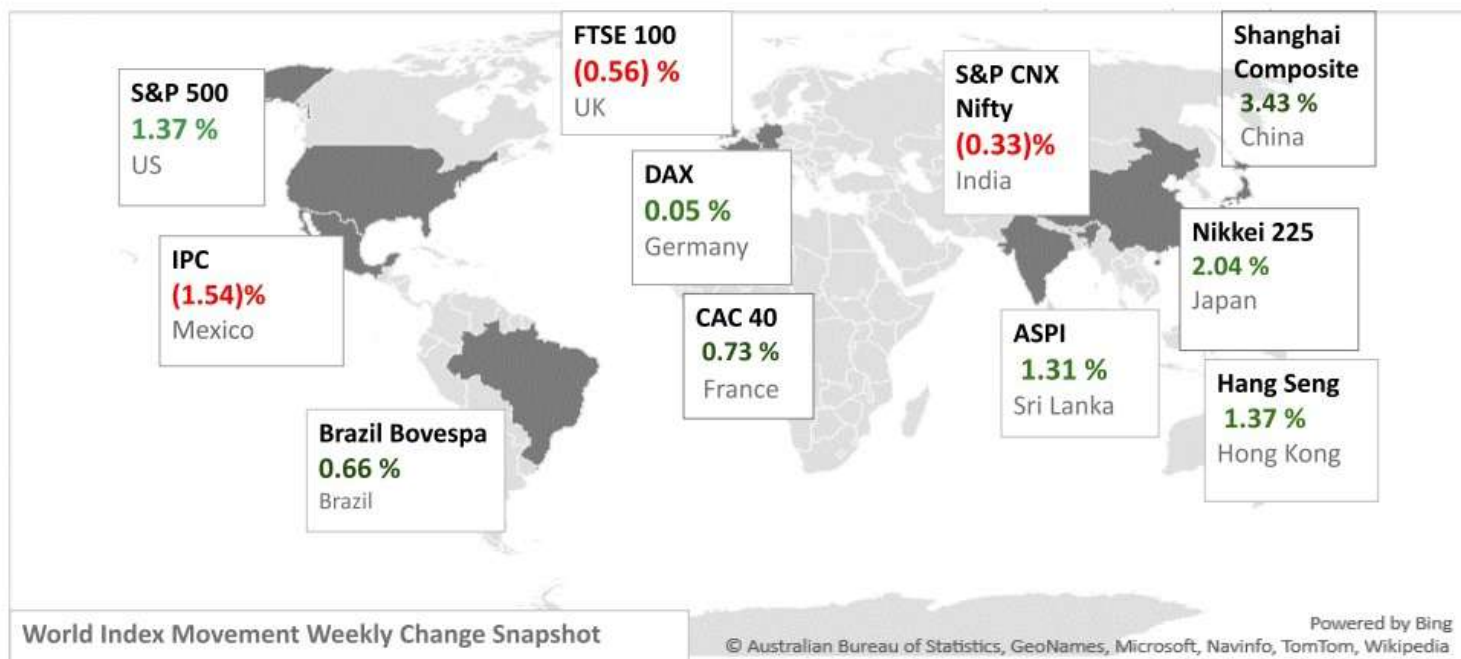 S&P 500
1.37 %
US
FTSE 100
(0.56) %
UK
S&P CNX
Nifty
(0.33)%
India
Shanghai
Composite
3.43 %
China
DAX
0.05 %
Germany
IPC
(1.54)%
Mexico
Nikkei 225
2.04 %
Japan
CAC 40
0.73 %
France
ASPI
1.31 %
Sri Lanka
Hang Seng
1.37 %
Hong Kong
Brazil Bovespa
0.66 %
Brazil
World Index Movement Weekly Change Snapshot
Powered by Bing
© Australian Bureau of Statistics, GeoNames, Microsoft, Navinfo, TomTom, Wikipedia